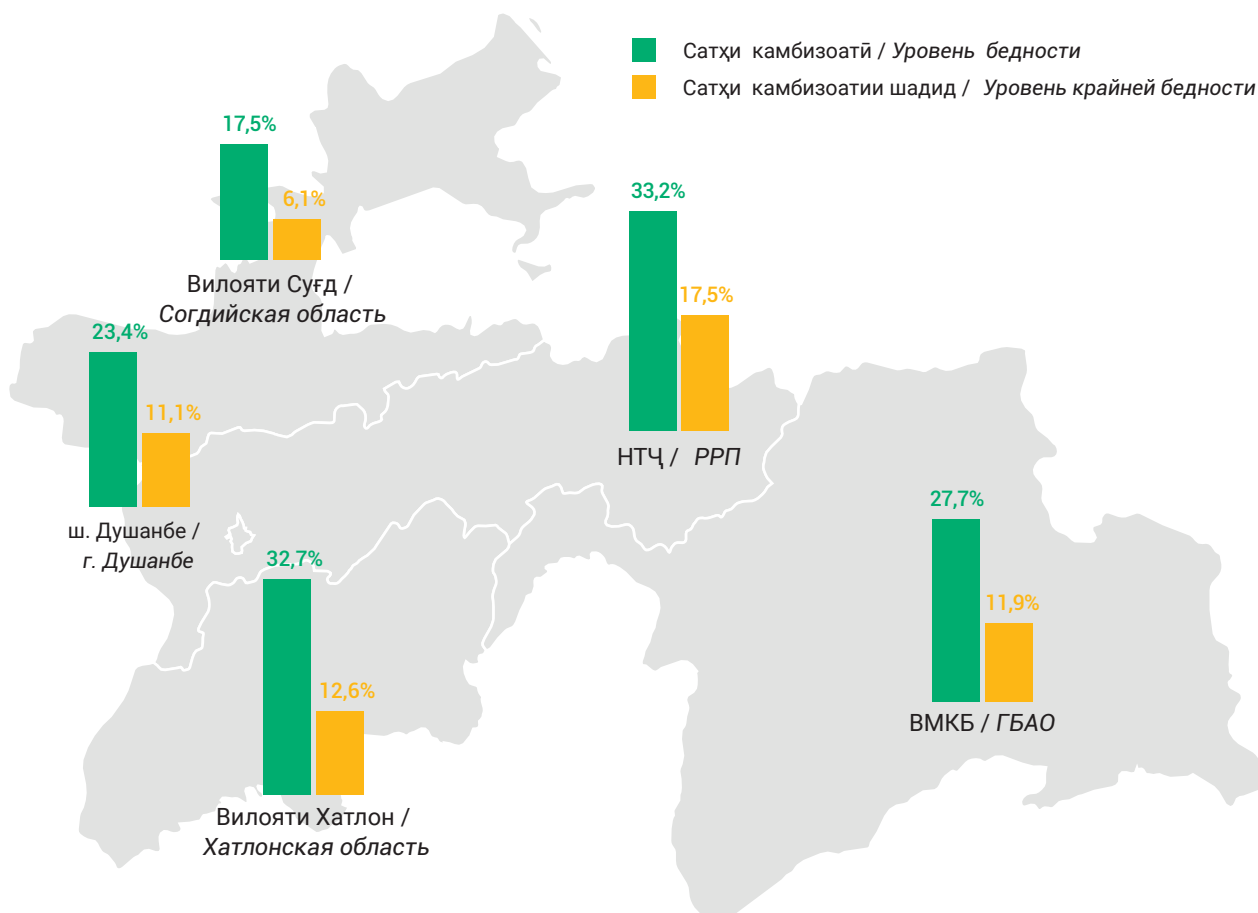 Сатҳи камбизоатӣ / Уровень бедности
Сатҳи камбизоатии шадид / Уровень крайней бедности
17,5%
6,1%
Вилояти Суғд /
Согдийская область
33,2%
17,5%
НТҶ / РРП
23,4%
11,1%
ш. Душанбе /
г. Душанбе
27,7%
11,9%
ВМКБ / ГБАО
32,7%
12,6%
Вилояти Хатлон /
Хатлонская область